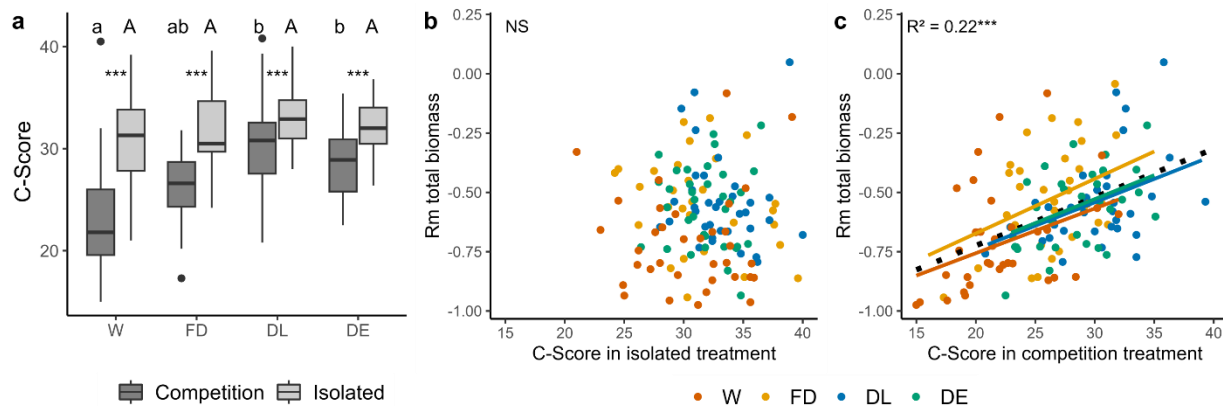 a
a A ab A b A b A
*** *** *** ***
C-Score
40
30
20
W FD DL DE
Competition Isolated
b
NS
Rm total biomass
0.25
0.00
-0.25
-0.50
-0.75
-1.00
15 20 25 30 35 40
C-Score in isolated treatment
c
R² = 0.22***
Rm total biomass
0.25
0.00
-0.25
-0.50
-0.75
-1.00
15 20 25 30 35 40
C-Score in competition treatment
W FD DL DE